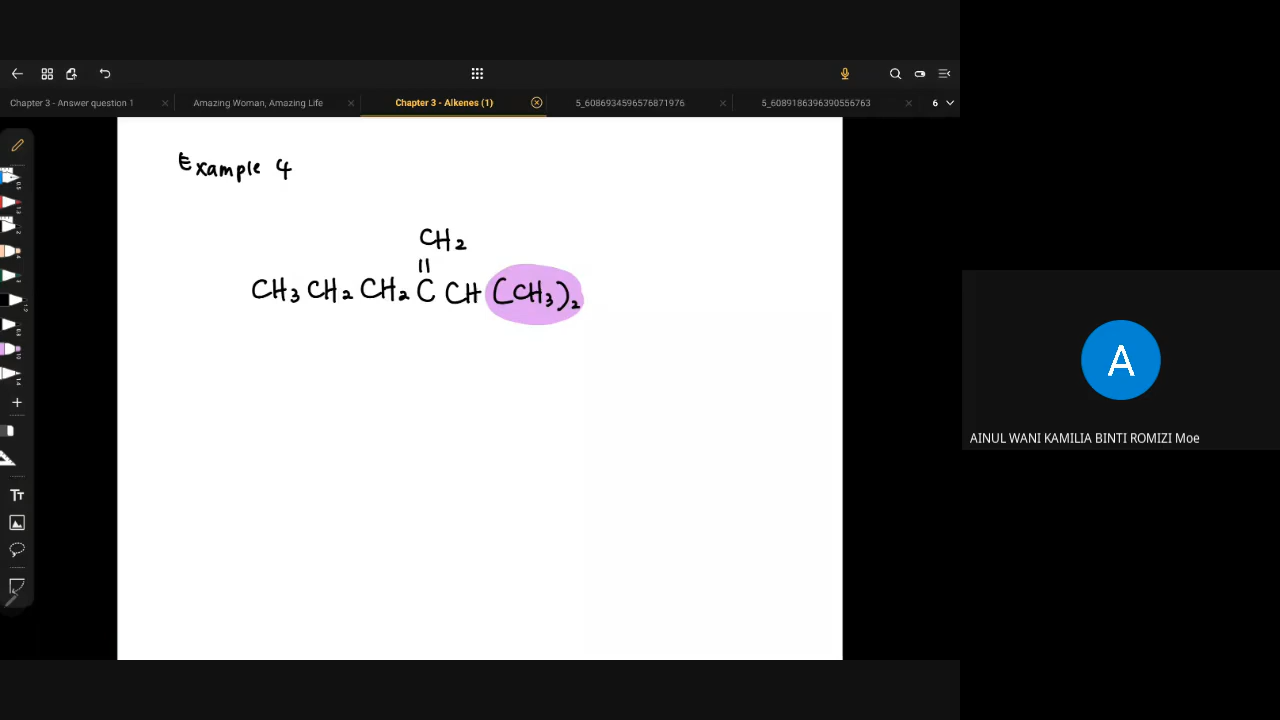 Chapter 3 - Answer question 1
Amazing Woman, Amazing Life
Chapter 3 - Alkenes (1)
5_6086934596576871976
5_6089186396390556763
6
Example 4
CH2
||
CH3 CH2 CH2 C CH (CH3)2
Tт
A
AINUL WANI KAMILIA BINTI ROMIZI Moe